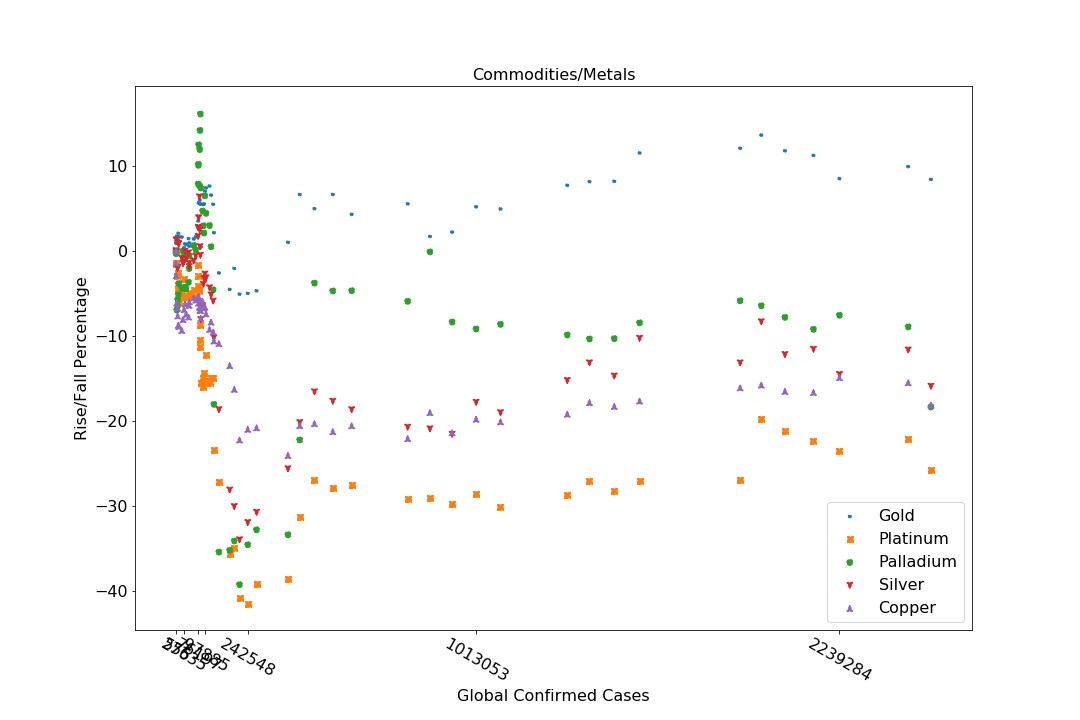 Commodities/Metals
Rise/Fall Percentage
10
0
−10
−20
−30
−40
242548
1013053
2239284
Global Confirmed Cases
Gold
Platinum
Palladium
Silver
Copper